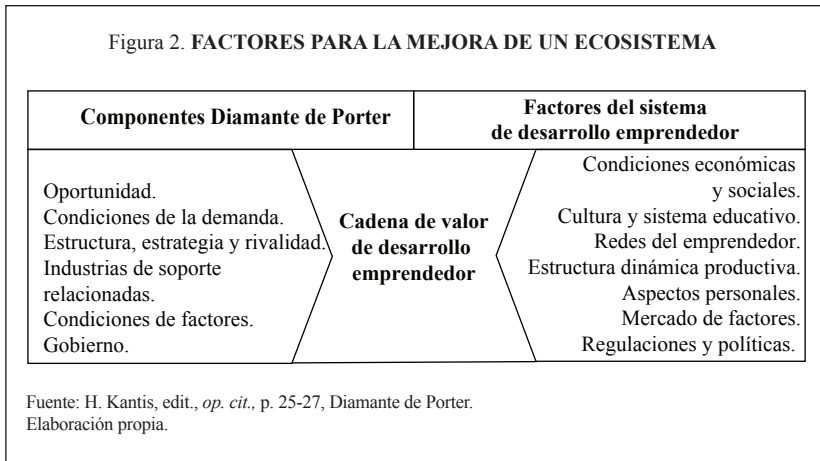 Figura 2. FACTORES PARA LA MEJORA DE UN ECOSISTEMA
Componentes Diamante de Porter
Factores del sistema
de desarrollo emprendedor
Oportunidad.
Condiciones de la demanda.
Estructura, estrategia y rivalidad.
Industrias de soporte
relacionadas.
Condiciones de factores.
Gobierno.
Cadena de valor
de desarrollo
emprendedor
Condiciones económicas
y sociales.
Cultura y sistema educativo.
Redes del emprendedor.
Estructura dinámica productiva.
Aspectos personales.
Mercado de factores.
Regulaciones y políticas.
Fuente: H. Kantis, edit., op. cit., p. 25-27, Diamante de Porter.
Elaboración propia.